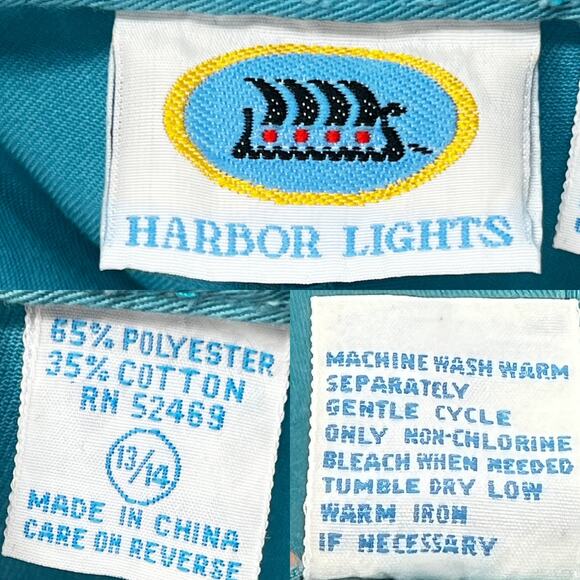 HARBOR LIGHTS
65% POLYESTER
35% COTTON
RN 52469
13/14
MADE IN CHINA
CARE ON REVERSE
MACHINE WASH WARM
SEPARATELY
GENTLE CYCLE
ONLY NON-CHLORINE
BLEACH WHEN NEEDED
TUMBLE DRY LOW
WARM IRON
IF NECESSARY